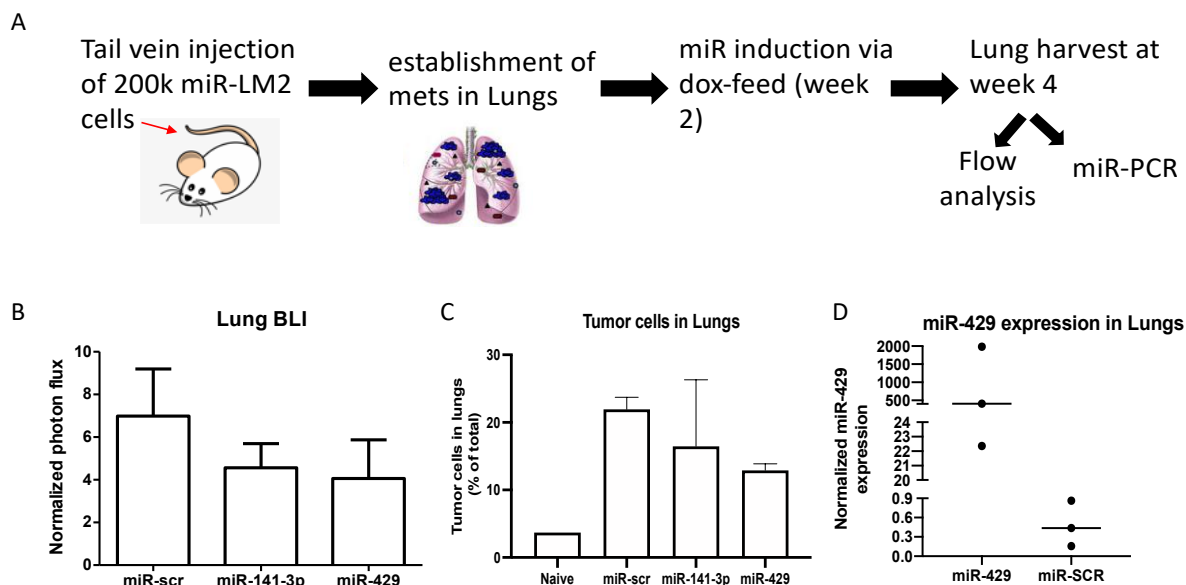 A
Tail vein injection
of 200k miR-LM2
cells
establishment of
mets in Lungs
miR induction via
dox-feed (week
2)
Lung harvest at
week 4
Flow
analysis
miR-PCR
B
Lung BLI
Normalized photon flux
10
8
6
4
2
0
miR-scr
miR-141-3p
miR-429
C
Tumor cells in Lungs
Tumor cells in lungs
(% of total)
30
20
10
0
Naive
miR-scr
miR-141-3p
miR-429
D
miR-429 expression in Lungs
Normalized miR-429
expression
2000
1500
1000
500
24
23
22
21
20
0.9
0.6
0.3
0.0
miR-429
miR-SCR